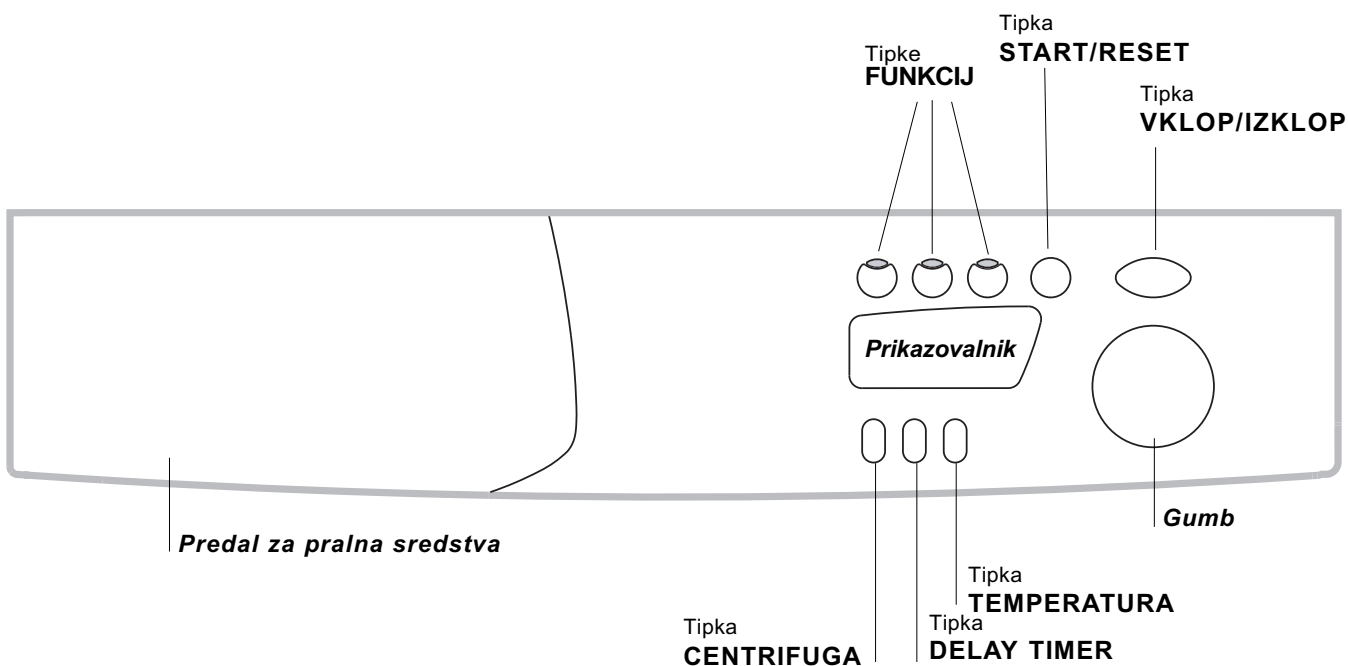 Tipka
START/RESET
Tipke
FUNKCIJ
Tipka
VKLOP/IZKLOP
Prikazovalnik
Gumb
Predal za pralna sredstva
Tipka
TEMPERATURA
Tipka
DELAY TIMER
Tipka
CENTRIFUGA